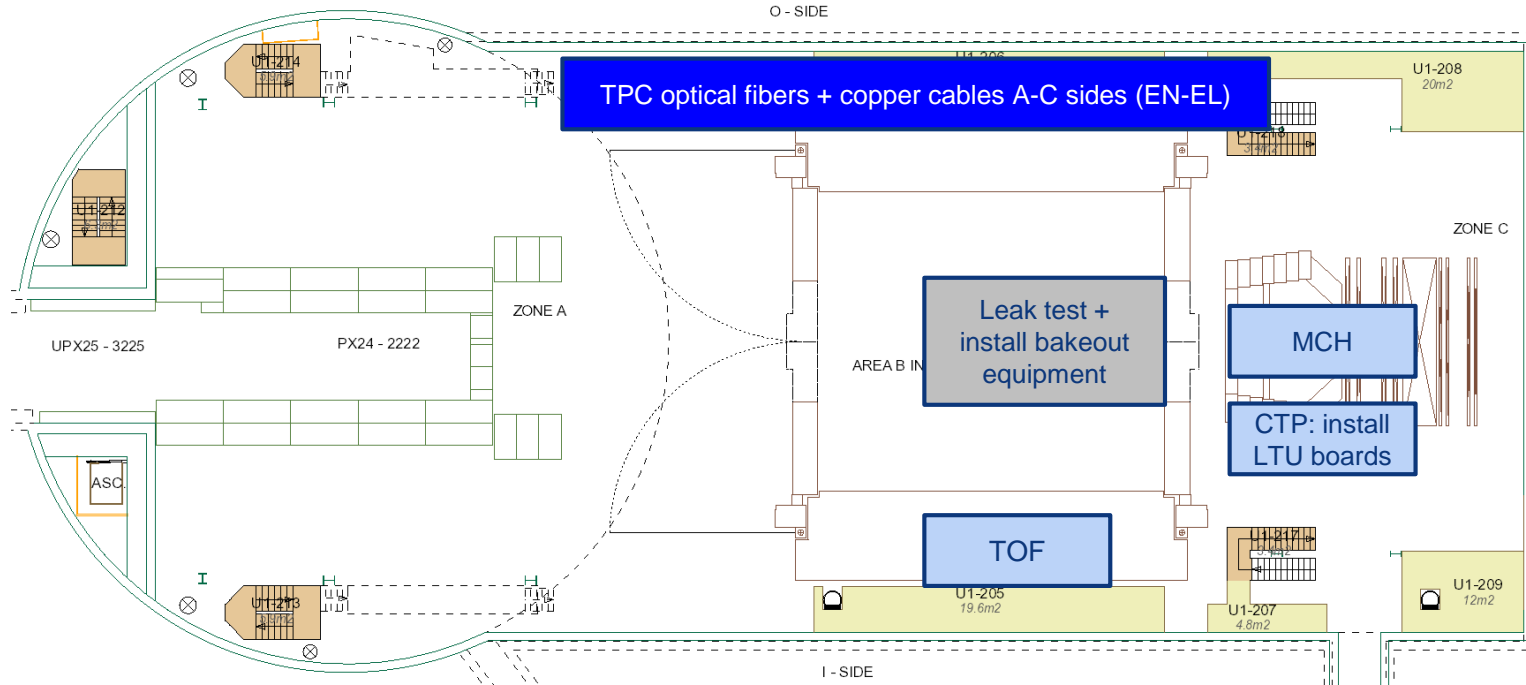 O - SIDE
U1-214
U1-208
20m2
TPC optical fibers + copper cables A-C sides (EN-EL)
U1-212
ZONE C
ZONE A
UPX25 - 3225
PX24 - 2222
AREA B IN
Leak test +
install bakeout
equipment
MCH
CTP: install
LTU boards
ASC.
TOF
U1-217
U1-213
U1-205
19.6m2
U1-207
4.8m2
U1-209
12m2
I - SIDE